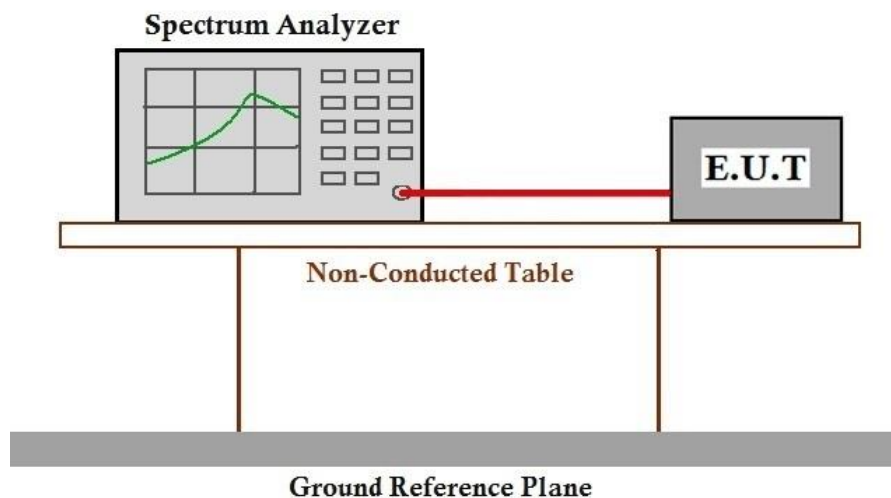 Spectrum Analyzer
E.U.T
Non-Conducted Table
Ground Reference Plane